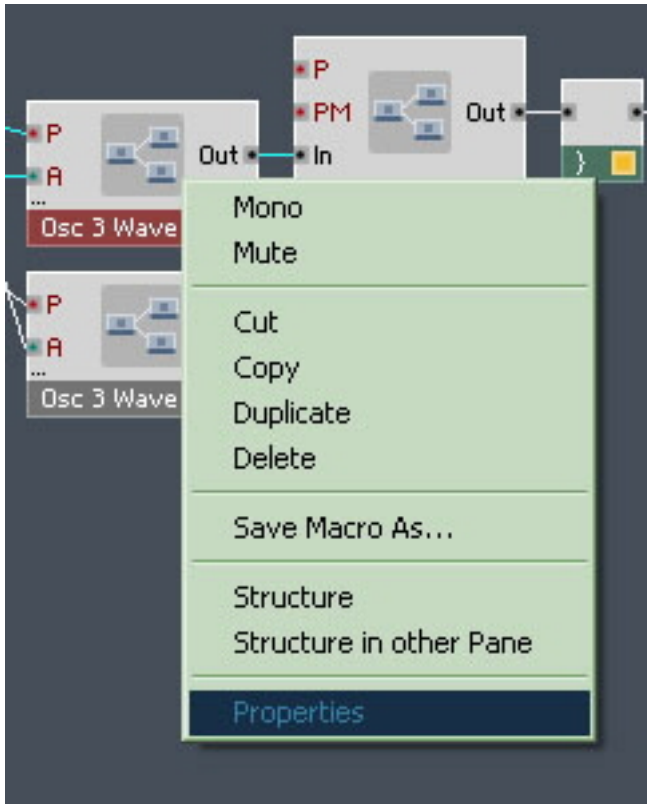 P
PM
Out
In
P
A
Out
...
Osc 3 Wave
}
P
A
...
Osc 3 Wave
Mono
Mute
Cut
Copy
Duplicate
Delete
Save Macro As...
Structure
Structure in other Pane
Properties